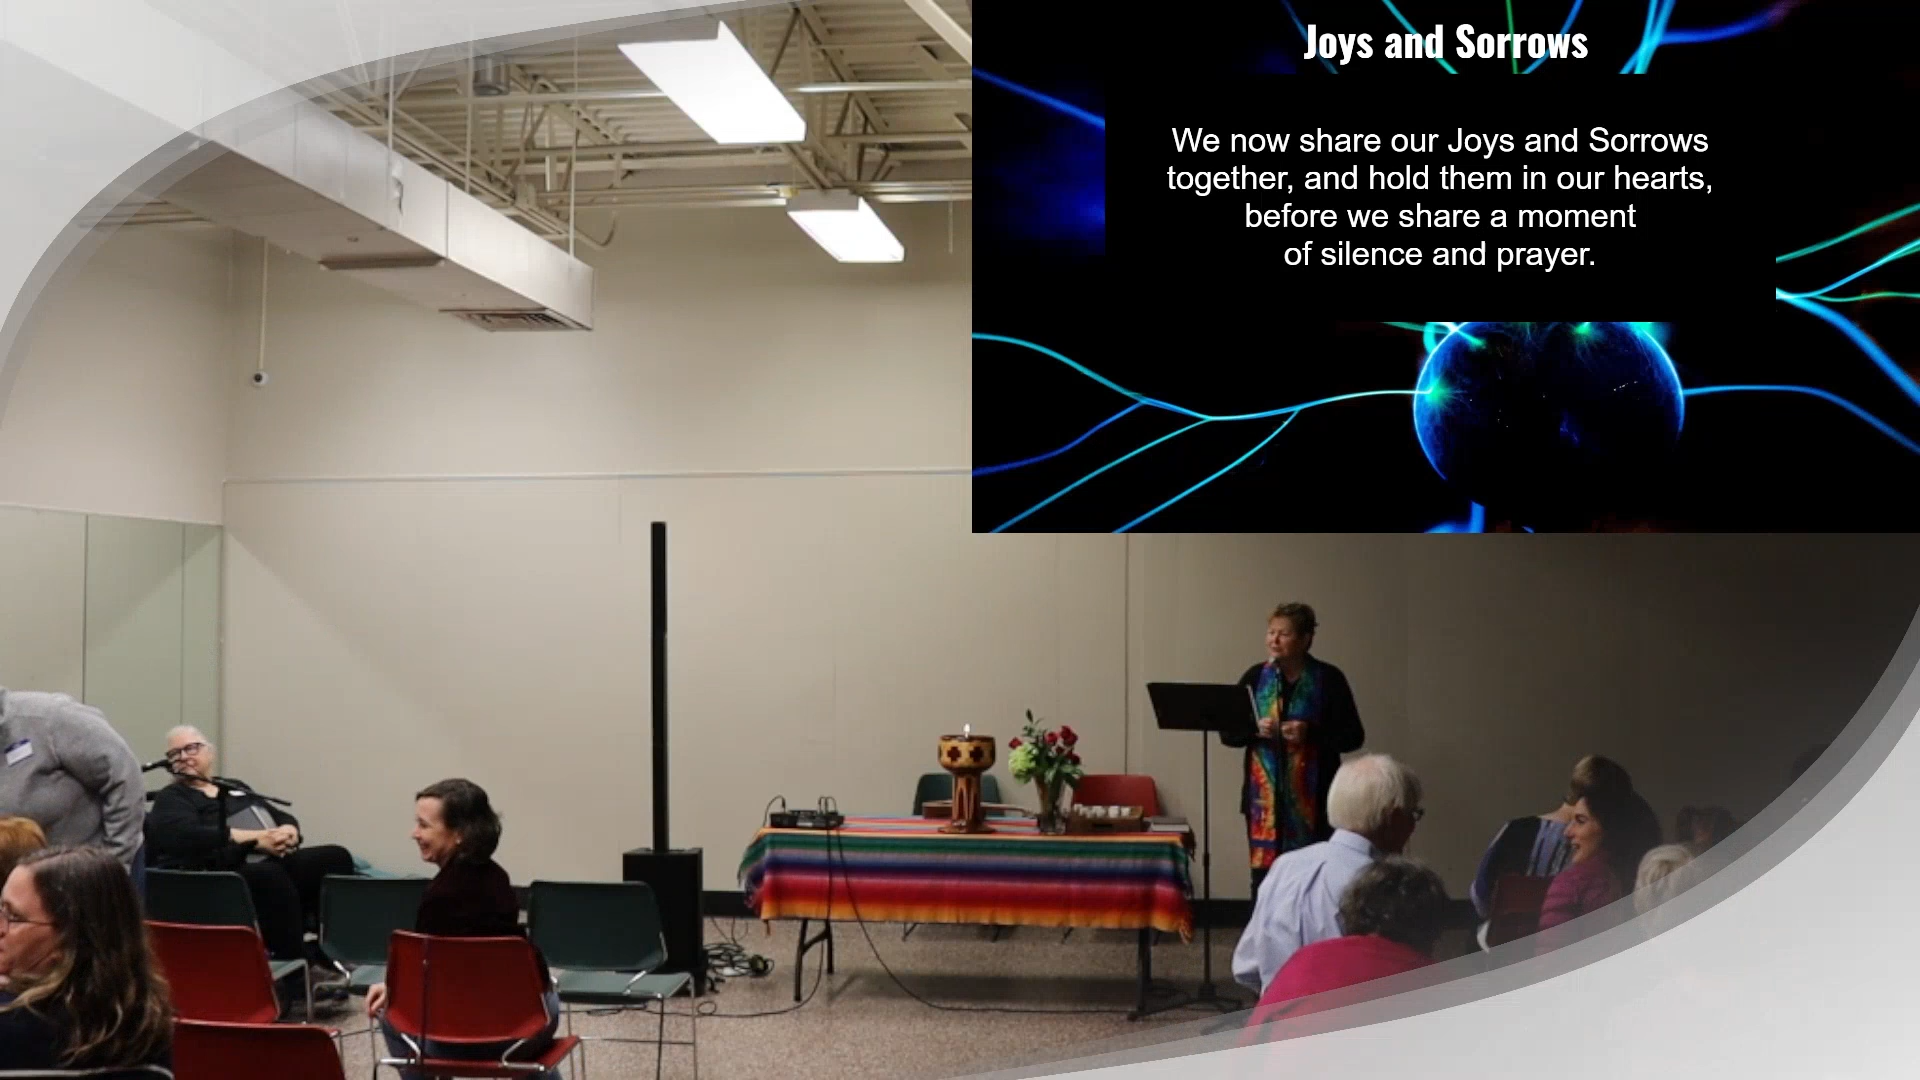 Joys and Sorrows
We now share our Joys and Sorrows
together, and hold them in our hearts,
before we share a moment
of silence and prayer.